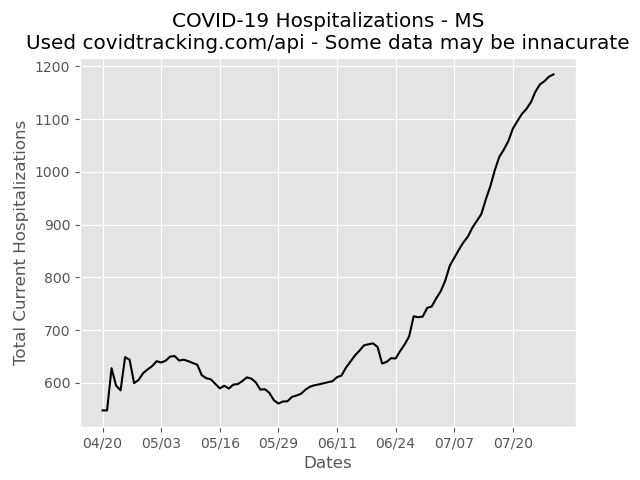 COVID-19 Hospitalizations - MS
Used covidtracking.com/api - Some data may be innacurate
1200
1100
1000
900
800
700
600
Total Current Hospitalizations
04/20 05/03 05/16 05/29 06/11 06/24 07/07 07/20
Dates